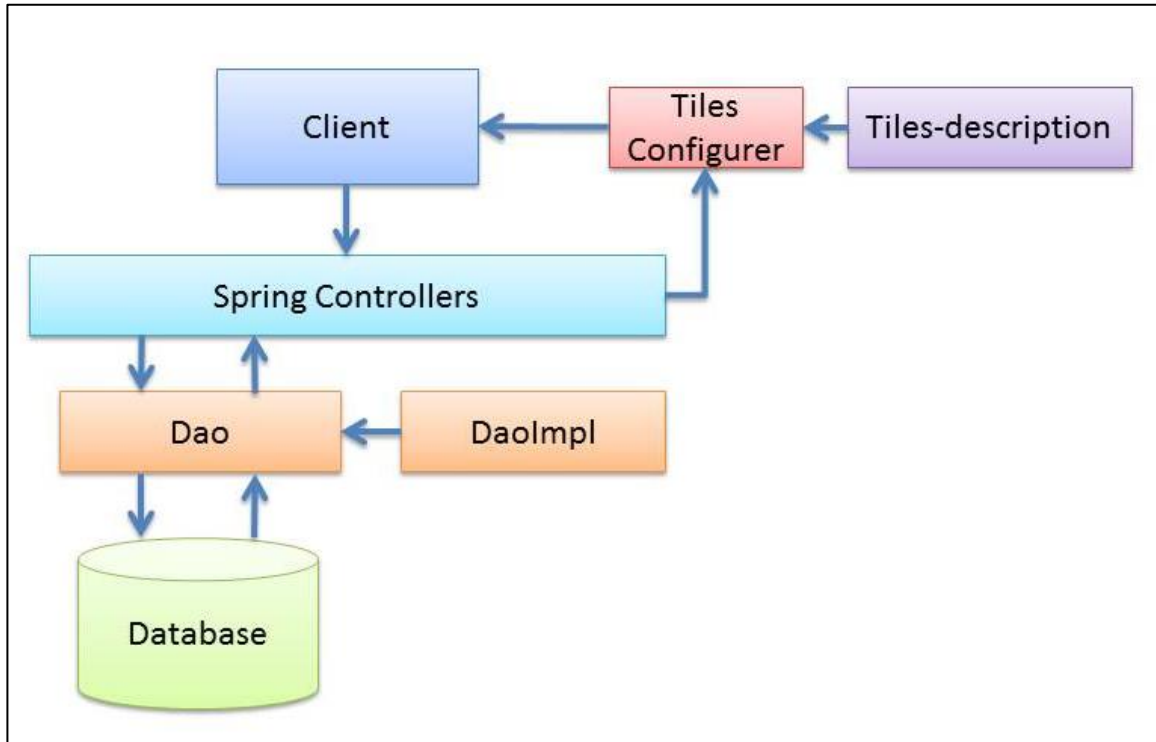 Client
Tiles
Configurer
Tiles-description
Spring Controllers
Dao
DaoImpl
Database